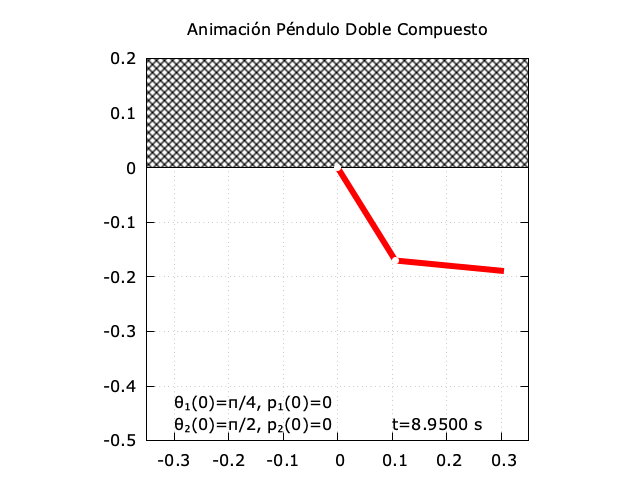 Animación Péndulo Doble Compuesto
0.2
0.1
0
-0.1
-0.2
-0.3
-0.4
-0.5
θ₁(0)=π/4, p₁(0)=0
θ₂(0)=π/2, p₂(0)=0 t=8.9500 s
-0.3 -0.2 -0.1 0 0.1 0.2 0.3